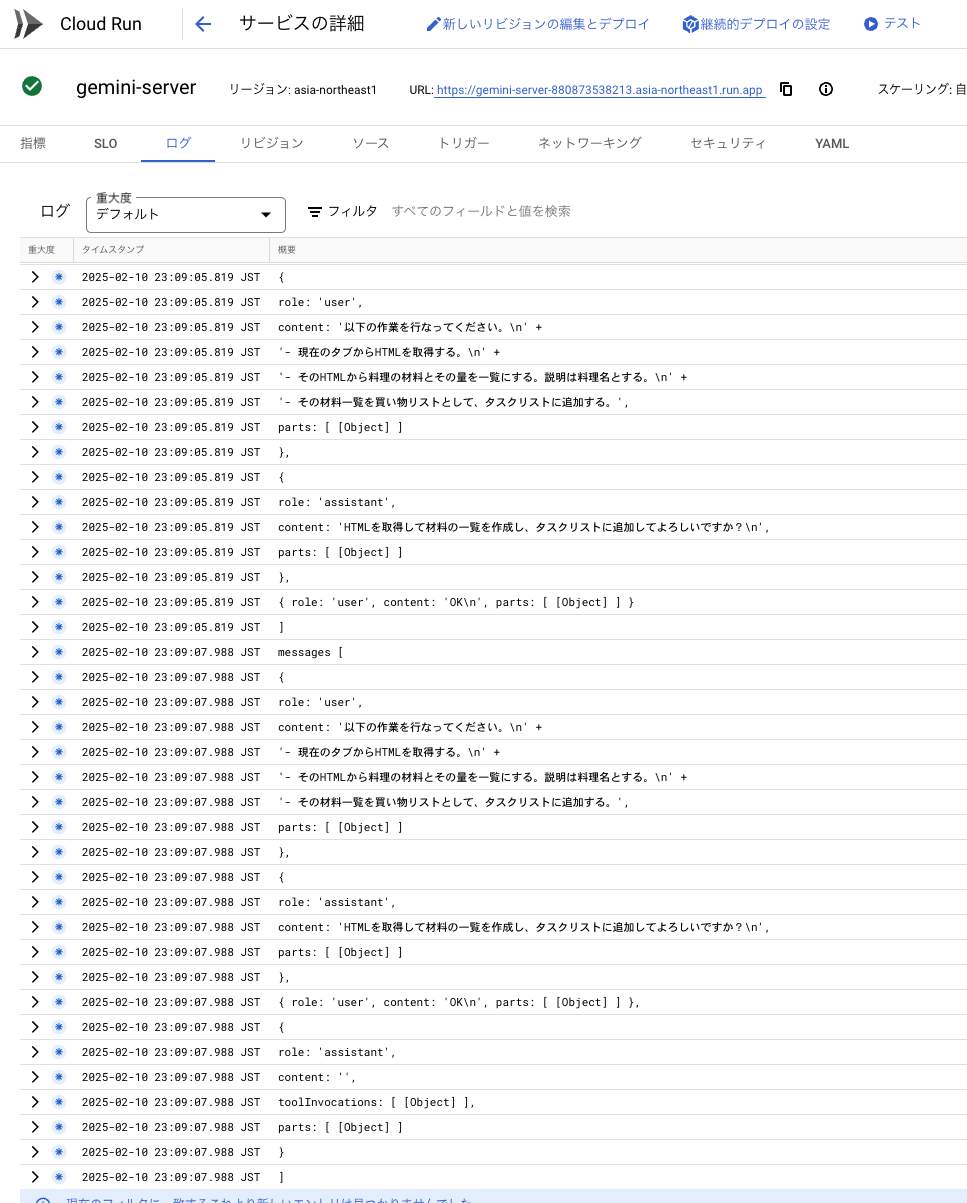 Cloud Run サービスの詳細 新しいリビジョンの編集とデプロイ 継続的デプロイの設定 テスト
gemini-server リージョン: asia-northeast1 URL: https://gemini-server-880873538213.asia-northeast1.run.app スケーリング: 自
指標 SLO ログ リビジョン ソース トリガー ネットワーキング セキュリティ YAML
重大度
ログ デフォルト フィルタ すべてのフィールドと値を検索
重大度 タイムスタンプ 概要
2025-02-10 23:09:05.819 JST {
2025-02-10 23:09:05.819 JST role: 'user',
2025-02-10 23:09:05.819 JST content: '以下の作業を行なってください。\n' +
2025-02-10 23:09:05.819 JST '- 現在のタブからHTMLを取得する。\n' +
2025-02-10 23:09:05.819 JST '- そのHTMLから料理の材料とその量を一覧にする。説明は料理名とする。\n' +
2025-02-10 23:09:05.819 JST '- その材料一覧を買い物リストとして、タスクリストに追加する。',
2025-02-10 23:09:05.819 JST parts: [ [Object] ]
2025-02-10 23:09:05.819 JST },
2025-02-10 23:09:05.819 JST {
2025-02-10 23:09:05.819 JST role: 'assistant',
2025-02-10 23:09:05.819 JST content: 'HTMLを取得して材料の一覧を作成し、タスクリストに追加してよろしいですか？\n',
2025-02-10 23:09:05.819 JST parts: [ [Object] ]
2025-02-10 23:09:05.819 JST },
2025-02-10 23:09:05.819 JST { role: 'user', content: 'OK\n', parts: [ [Object] ] }
2025-02-10 23:09:05.819 JST ]
2025-02-10 23:09:07.988 JST messages [
2025-02-10 23:09:07.988 JST {
2025-02-10 23:09:07.988 JST role: 'user',
2025-02-10 23:09:07.988 JST content: '以下の作業を行なってください。\n' +
2025-02-10 23:09:07.988 JST '- 現在のタブからHTMLを取得する。\n' +
2025-02-10 23:09:07.988 JST '- そのHTMLから料理の材料とその量を一覧にする。説明は料理名とする。\n' +
2025-02-10 23:09:07.988 JST '- その材料一覧を買い物リストとして、タスクリストに追加する。',
2025-02-10 23:09:07.988 JST parts: [ [Object] ]
2025-02-10 23:09:07.988 JST },
2025-02-10 23:09:07.988 JST {
2025-02-10 23:09:07.988 JST role: 'assistant',
2025-02-10 23:09:07.988 JST content: 'HTMLを取得して材料の一覧を作成し、タスクリストに追加してよろしいですか？\n',
2025-02-10 23:09:07.988 JST parts: [ [Object] ]
2025-02-10 23:09:07.988 JST },
2025-02-10 23:09:07.988 JST { role: 'user', content: 'OK\n', parts: [ [Object] ] },
2025-02-10 23:09:07.988 JST {
2025-02-10 23:09:07.988 JST role: 'assistant',
2025-02-10 23:09:07.988 JST content: '',
2025-02-10 23:09:07.988 JST toolInvocations: [ [Object] ],
2025-02-10 23:09:07.988 JST parts: [ [Object] ]
2025-02-10 23:09:07.988 JST }
2025-02-10 23:09:07.988 JST ]
現在のフィルタに一致するこれより新しいエントリは見つかりませんでした